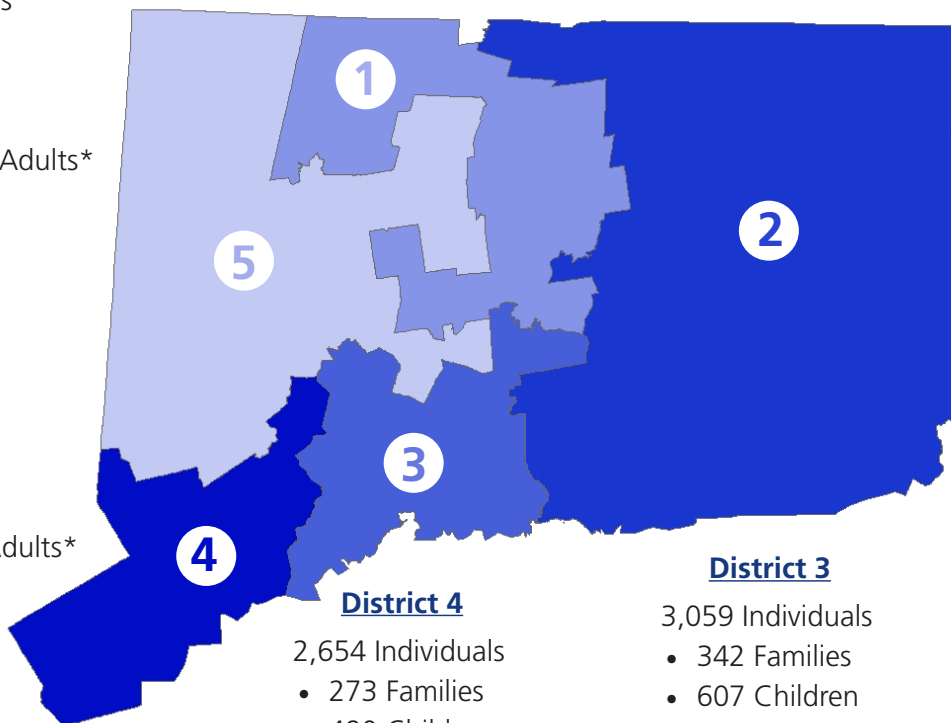 1
Adults*
2
5
3
4
District 3
District 4
3,059 Individuals
2,654 Individuals
• 342 Families
• 273 Families
• 607 Children